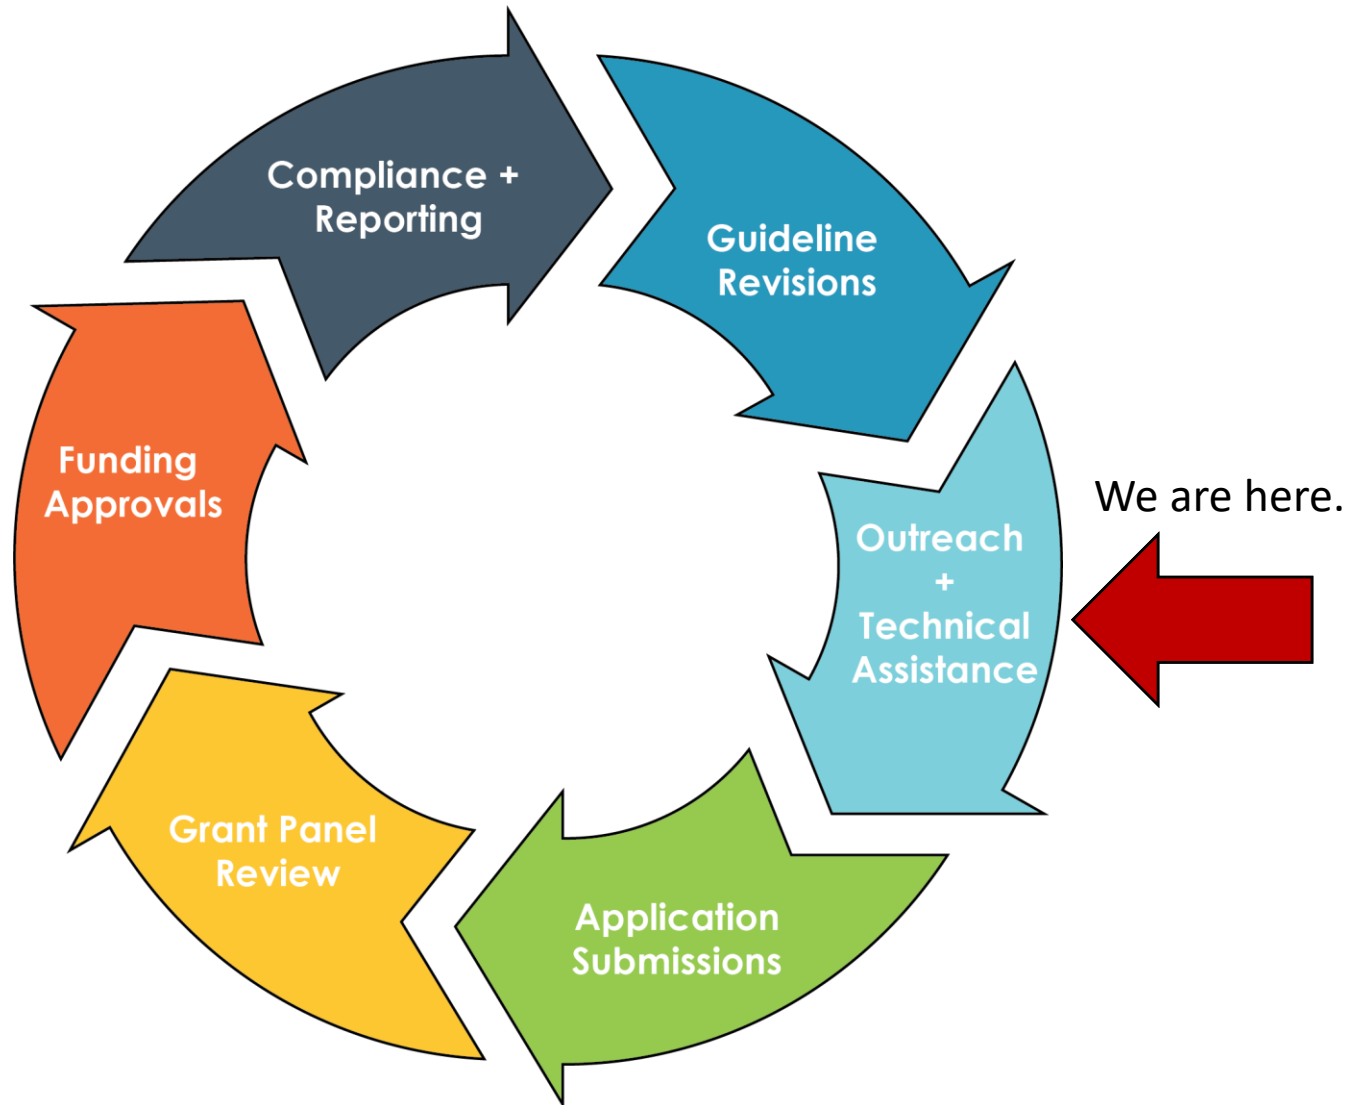 Compliance +
Reporting
Guideline
Revisions
Funding
Approvals
We are here.
Outreach
+
Technical
Assistance
Grant Panel
Review
Application
Submissions